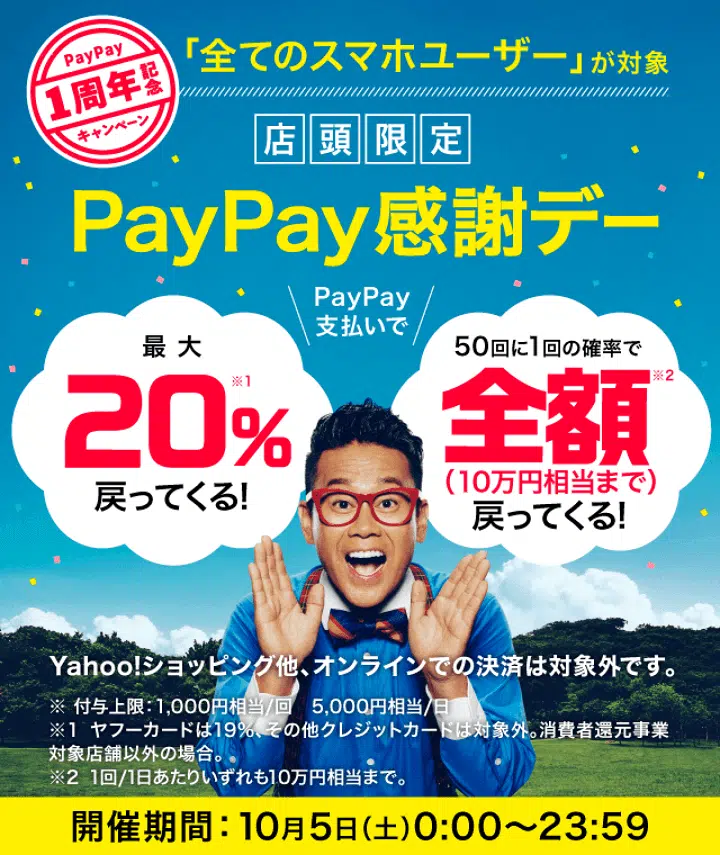 PayPay
1周年記念
キャンペーン
「全てのスマホユーザー」が対象
店頭限定
PayPay感謝デー
PayPay
支払いで
最大
20%※1
戻ってくる!
50回に1回の確率で
全額※2
(10万円相当まで)
戻ってくる!
Yahoo!ショッピング他、オンラインでの決済は対象外です。
※ 付与上限:1,000円相当/回 5,000円相当/日
※1 ヤフーカードは19%、その他クレジットカードは対象外。消費者還元事業
対象店舗以外の場合。
※2 1回/1日あたりいずれも10万円相当まで。
開催期間:10月5日(土)0:00〜23:59